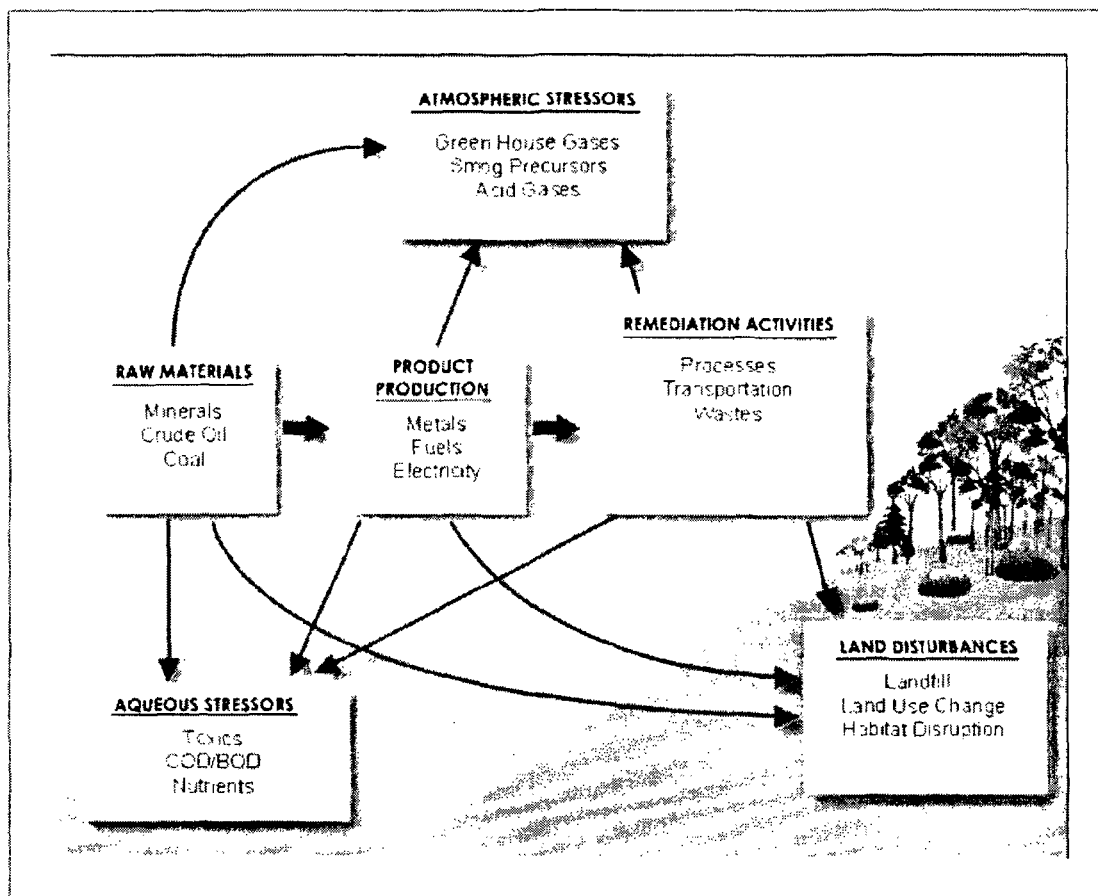 ATMOSPHERIC STRESSORS
Green House Gases
Smog Precursors
Acid Gases
REMEDIATION ACTIVITIES
Processes
Transportation
Wastes
RAW MATERIALS
Minerals
Crude Oil
Coal
PRODUCT
PRODUCTION
Metals
Fuels
Electricity
LAND DISTURBANCES
Landfill
Land Use Change
Habitat Disruption
AQUEOUS STRESSORS
Toxics
COD/BOD
Nutrients